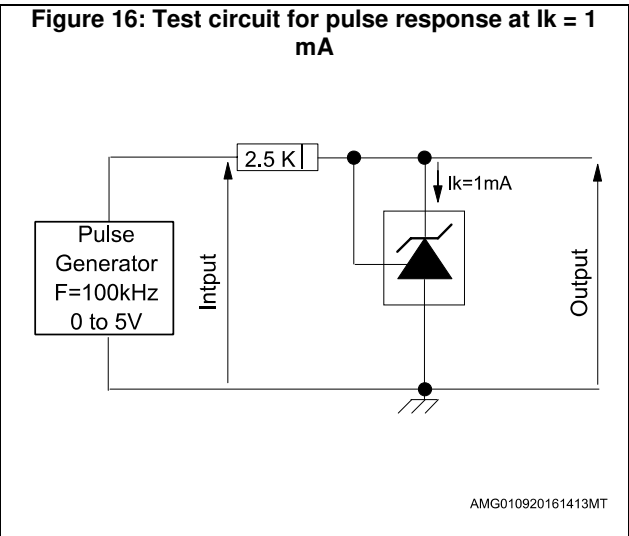 Figure 16: Test circuit for pulse response at Ik = 1
mA
2.5 K
Ik=1mA
Pulse
Generator
F=100kHz
0 to 5V
Intput
Output
AMG010920161413MT